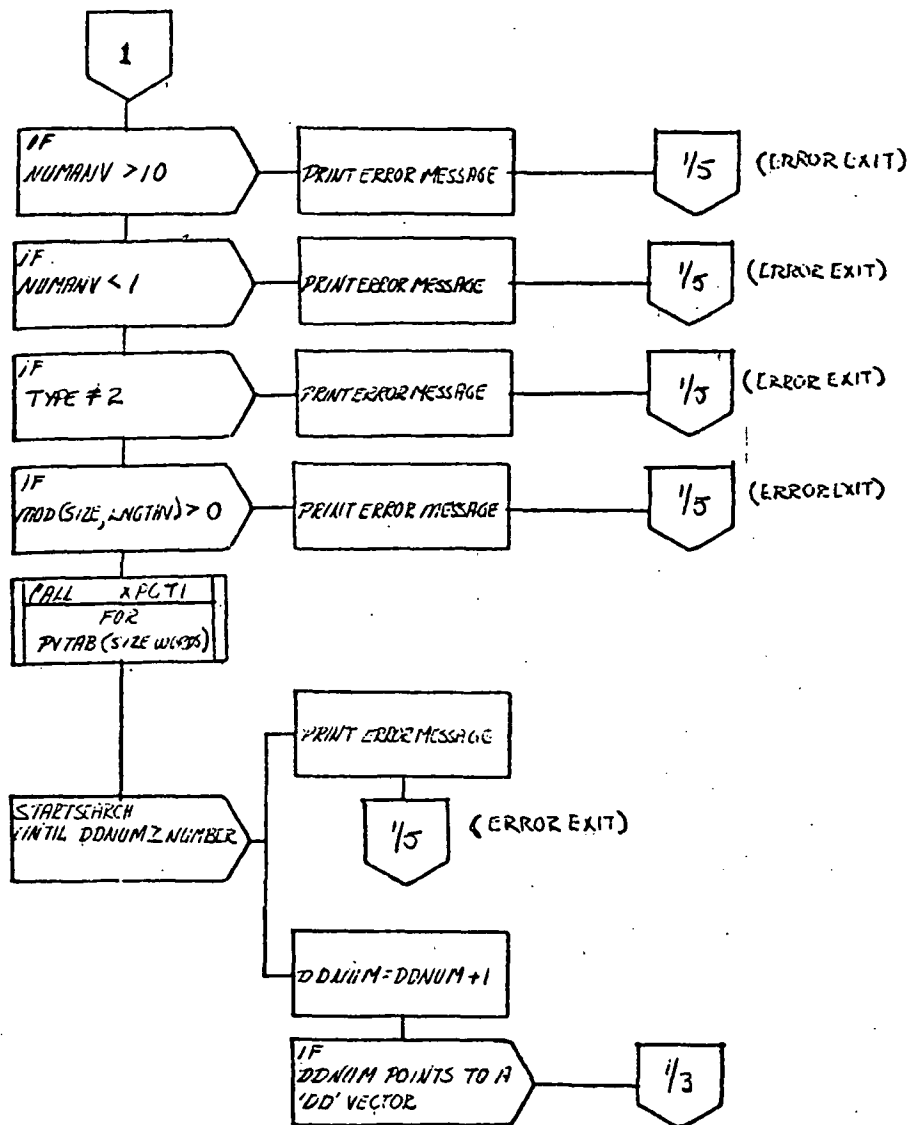 1
IF
NUMANV > 10
PRINT ERROR MESSAGE
1/5
(ERROR EXIT)
IF
NUMANV < 1
PRINT ERROR MESSAGE
1/5
(ERROR EXIT)
IF
TYPE ≠ 2
PRINT ERROR MESSAGE
1/5
(ERROR EXIT)
IF
MOD(SIZE, LNGTHV) > 0
PRINT ERROR MESSAGE
1/5
(ERROR EXIT)
CALL
FOR
PVTAB (SIZE WORDS)
PRINT ERROR MESSAGE
STARTSEARCH
UNTIL DDNUM ≥ NUMBER
1/5
(ERROR EXIT)
DDNUM = DDNUM + 1
IF
DDNUM POINTS TO A
'DD' VECTOR
1/3